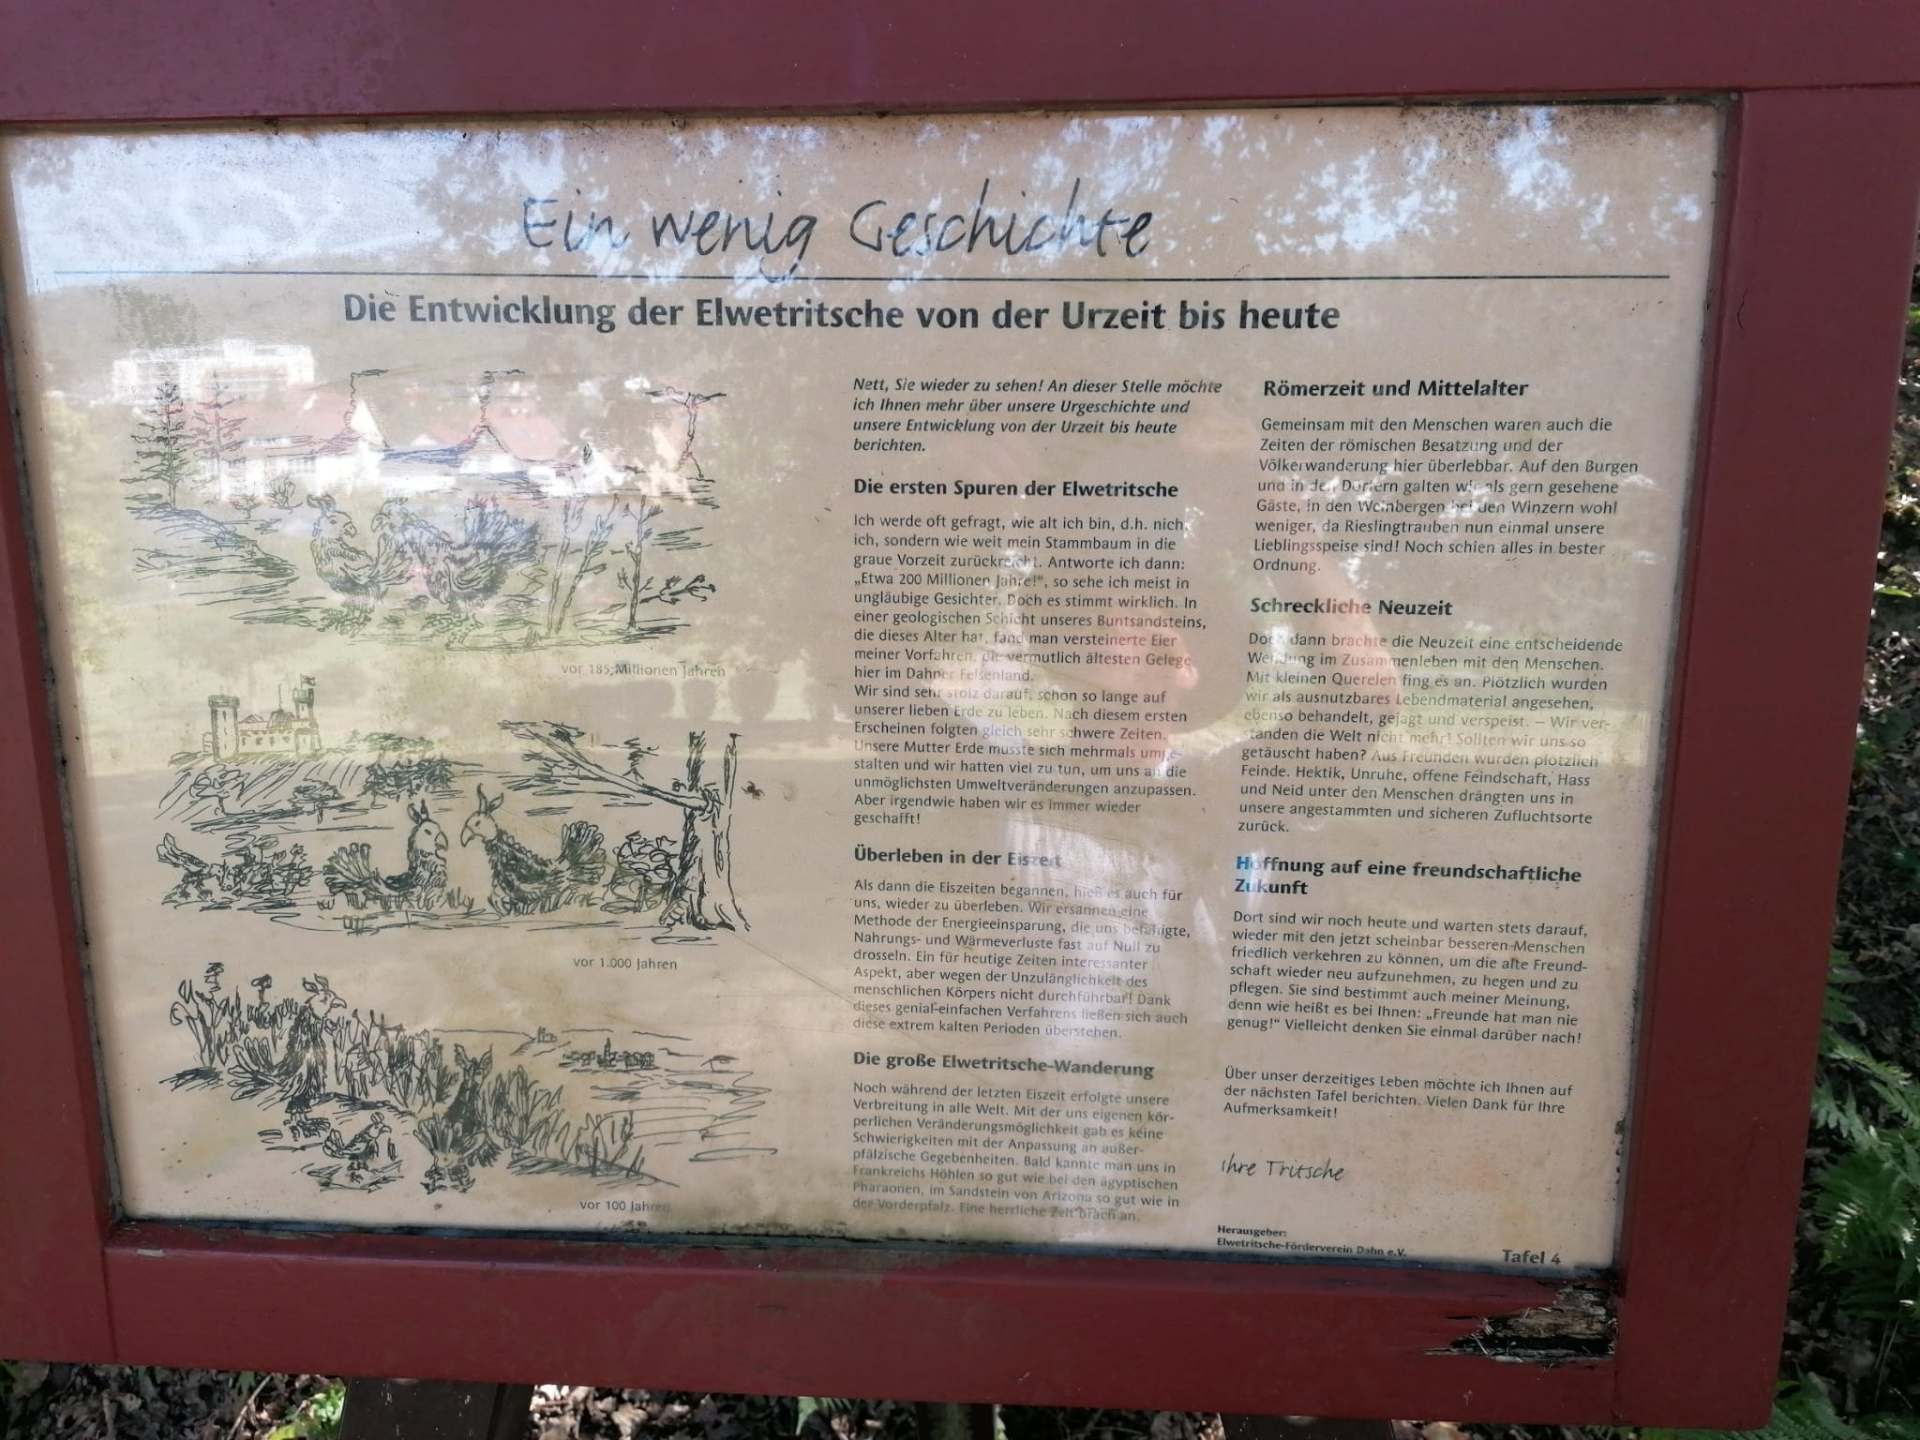 Ein wenig Geschichte
Die Entwicklung der Elwetritsche von der Urzeit bis heute
vor 185 Millionen Jahren
vor 1.000 Jahren
vor 100 Jahren
Nett, Sie wieder zu sehen! An dieser Stelle möchte
ich Ihnen mehr über unsere Urgeschichte und
unsere Entwicklung von der Urzeit bis heute
berichten.
Die ersten Spuren der Elwetritsche
Ich werde oft gefragt, wie alt ich bin, d.h. nicht
ich, sondern wie weit mein Stammbaum in die
graue Vorzeit zurückreicht. Antworte ich dann:
„Etwa 200 Millionen Jahre!“, so sehe ich meist in
ungläubige Gesichter. Doch es stimmt wirklich. In
einer geologischen Schicht unseres Buntsandsteins,
die dieses Alter hat, fand man versteinerte Eier
meiner Vorfahren, die vermutlich ältesten Gelege
hier im Dahner Felsenland.
Wir sind sehr stolz darauf, schon so lange auf
unserer lieben Erde zu leben. Nach diesem ersten
Erscheinen folgten gleich sehr schwere Zeiten.
Unsere Mutter Erde musste sich mehrmals umge-
stalten und wir hatten viel zu tun, um uns an die
unmöglichsten Umweltveränderungen anzupassen.
Aber irgendwie haben wir es immer wieder
geschafft!
Überleben in der Eiszeit
Als dann die Eiszeiten begannen, hieß es auch für
uns, wieder zu überleben. Wir ersannen eine
Methode der Energieeinsparung, die uns befähigte,
Nahrungs- und Wärmeverluste fast auf Null zu
drosseln. Ein für heutige Zeiten interessanter
Aspekt, aber wegen der Unzulänglichkeit des
menschlichen Körpers nicht durchführbar! Dank
dieses genial-einfachen Verfahrens ließen sich auch
diese extrem kalten Perioden überstehen.
Die große Elwetritsche-Wanderung
Noch während der letzten Eiszeit erfolgte unsere
Verbreitung in alle Welt. Mit der uns eigenen kör-
perlichen Veränderungsmöglichkeit gab es keine
Schwierigkeiten mit der Anpassung an außer-
pfälzische Gegebenheiten. Bald kannte man uns in
Frankreichs Höhlen so gut wie bei den ägyptischen
Pharaonen, im Sandstein von Arizona so gut wie in
der Vorderpfalz. Eine herrliche Zeit brach an.
Römerzeit und Mittelalter
Gemeinsam mit den Menschen waren auch die
Zeiten der römischen Besatzung und der
Völkerwanderung hier überlebbar. Auf den Burgen
und in den Dörfern galten wir als gern gesehene
Gäste, in den Weinbergen bei den Winzern wohl
weniger, da Rieslingtrauben nun einmal unsere
Lieblingsspeise sind! Noch schien alles in bester
Ordnung.
Schreckliche Neuzeit
Doch dann brachte die Neuzeit eine entscheidende
Wendung im Zusammenleben mit den Menschen.
Mit kleinen Querelen fing es an. Plötzlich wurden
wir als ausnutzbares Lebendmaterial angesehen,
ebenso behandelt, gejagt und verspeist. – Wir ver-
standen die Welt nicht mehr! Sollten wir uns so
getäuscht haben? Aus Freunden wurden plötzlich
Feinde. Hektik, Unruhe, offene Feindschaft, Hass
und Neid unter den Menschen drängten uns in
unsere angestammten und sicheren Zufluchtsorte
zurück.
Hoffnung auf eine freundschaftliche
Zukunft
Dort sind wir noch heute und warten stets darauf,
wieder mit den jetzt scheinbar besseren Menschen
friedlich verkehren zu können, um die alte Freund-
schaft wieder neu aufzunehmen, zu hegen und zu
pflegen. Sie sind bestimmt auch meiner Meinung,
denn wie heißt es bei Ihnen: „Freunde hat man nie
genug!“ Vielleicht denken Sie einmal darüber nach!
Über unser derzeitiges Leben möchte ich Ihnen auf
der nächsten Tafel berichten. Vielen Dank für Ihre
Aufmerksamkeit!
Ihre Tritsche
Herausgeber:
Elwetritsche-Förderverein Dahn e.V.
Tafel 4